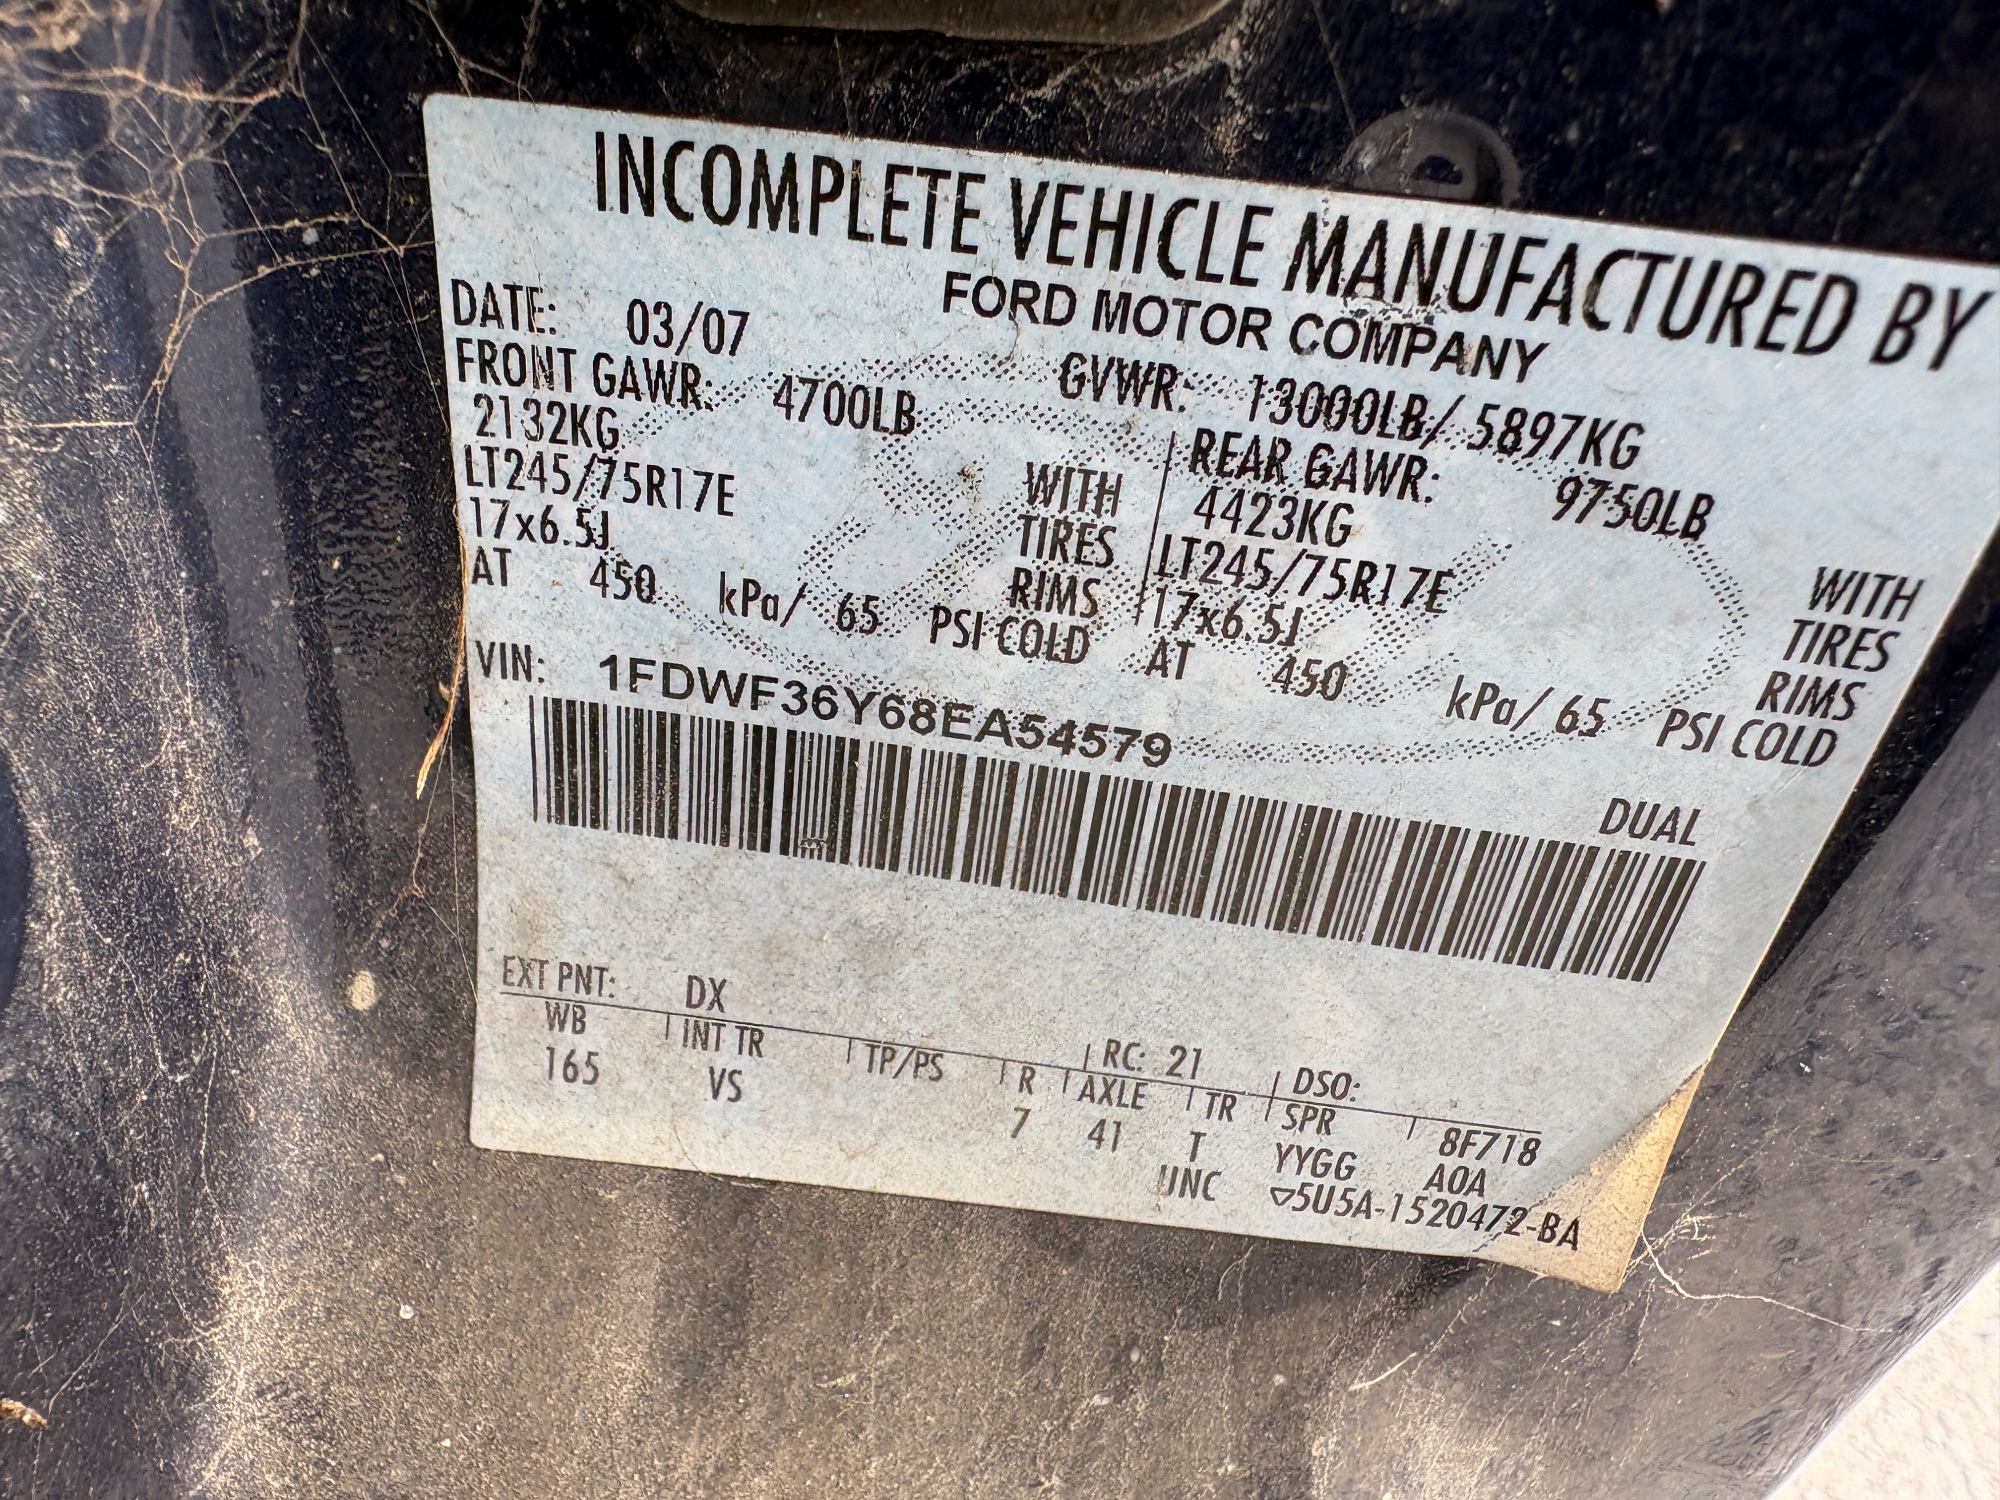 INCOMPLETE VEHICLE MANUFACTURED BY
FORD MOTOR COMPANY
DATE: 03/07 GVWR: 13000LB/ 5897KG
FRONT GAWR: 4700LB REAR GAWR: 9750LB
2132KG WITH 4423KG WITH
LT245/75R17E TIRES LT245/75R17E TIRES
17x6.5J RIMS 17x6.5J RIMS
AT 450 kPa/ 65 PSI COLD AT 450 kPa/ 65 PSI COLD
VIN: 1FDWF36Y68EA54579
DUAL
EXT PNT: DX RC: 21 DSO:
WB INT TR TP/PS R AXLE TR SPR 8F718
165 VS 7 41 T YYGG A0A
UNC ▽5U5A-1520472-BA